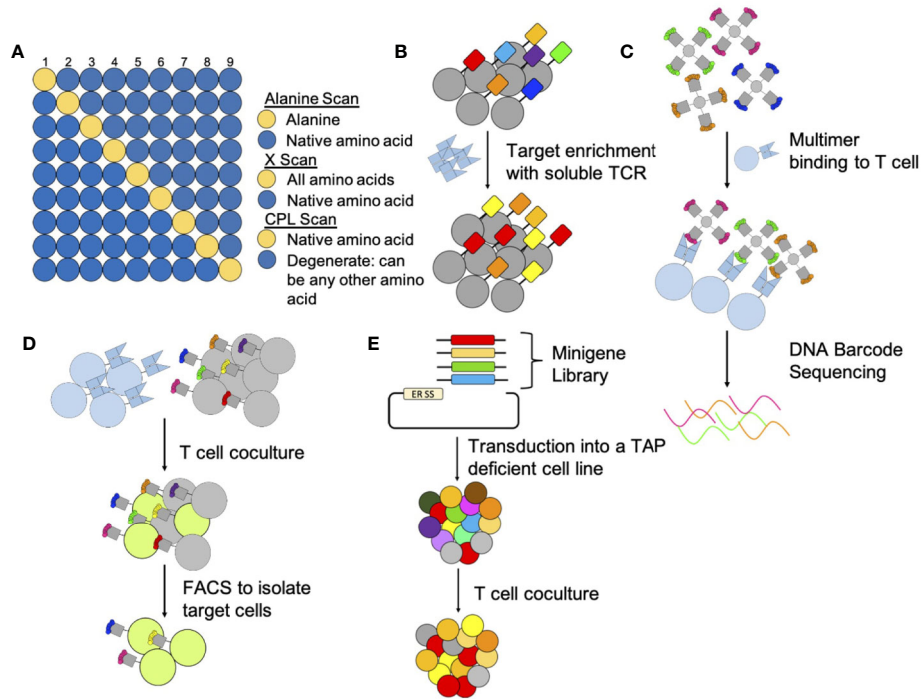 A
1 2 3 4 5 6 7 8 9
Alanine Scan
Alanine
Native amino acid
X Scan
All amino acids
Native amino acid
CPL Scan
Native amino acid
Degenerate: can
be any other amino
acid
B
Target enrichment
with soluble TCR
C
Multimer
binding to T cell
DNA Barcode
Sequencing
D
T cell coculture
FACS to isolate
target cells
E
Minigene
Library
ER SS
Transduction into a TAP
deficient cell line
T cell coculture